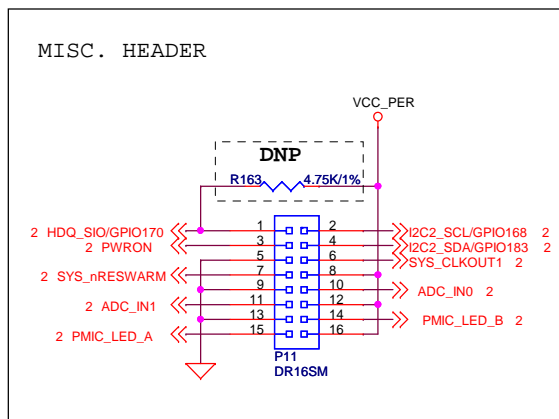 MISC. HEADER
VCC_PER
DNP
R163 4.75K/1%
2 HDQ_SIO/GPIO170 1 2 I2C2_SCL/GPIO168 2
2 PWRON 3 4 I2C2_SDA/GPIO183 2
5 6 SYS_CLKOUT1 2
2 SYS_nRESWARM 7 8
9 10 ADC_IN0 2
2 ADC_IN1 11 12
13 14 PMIC_LED_B 2
2 PMIC_LED_A 15 16
P11
DR16SM